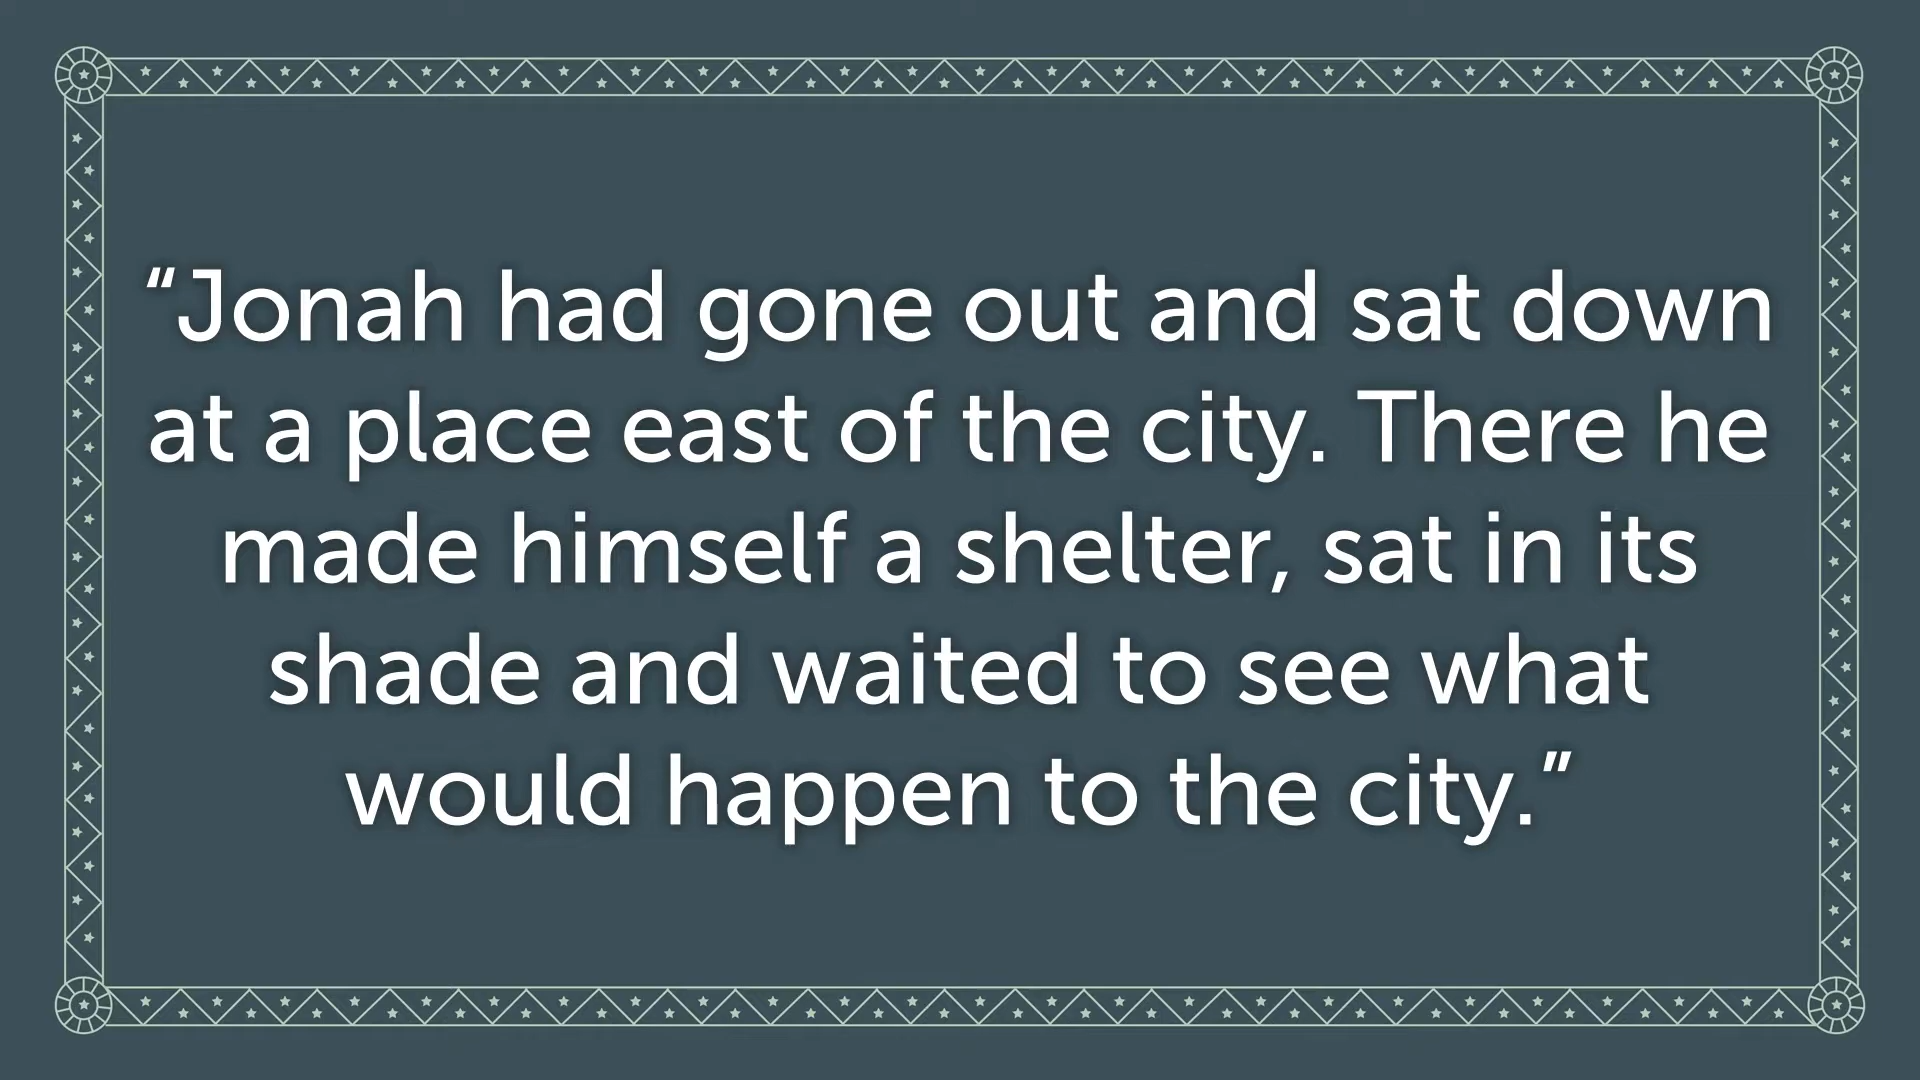 “Jonah had gone out and sat down
at a place east of the city. There he
made himself a shelter, sat in its
shade and waited to see what
would happen to the city.”